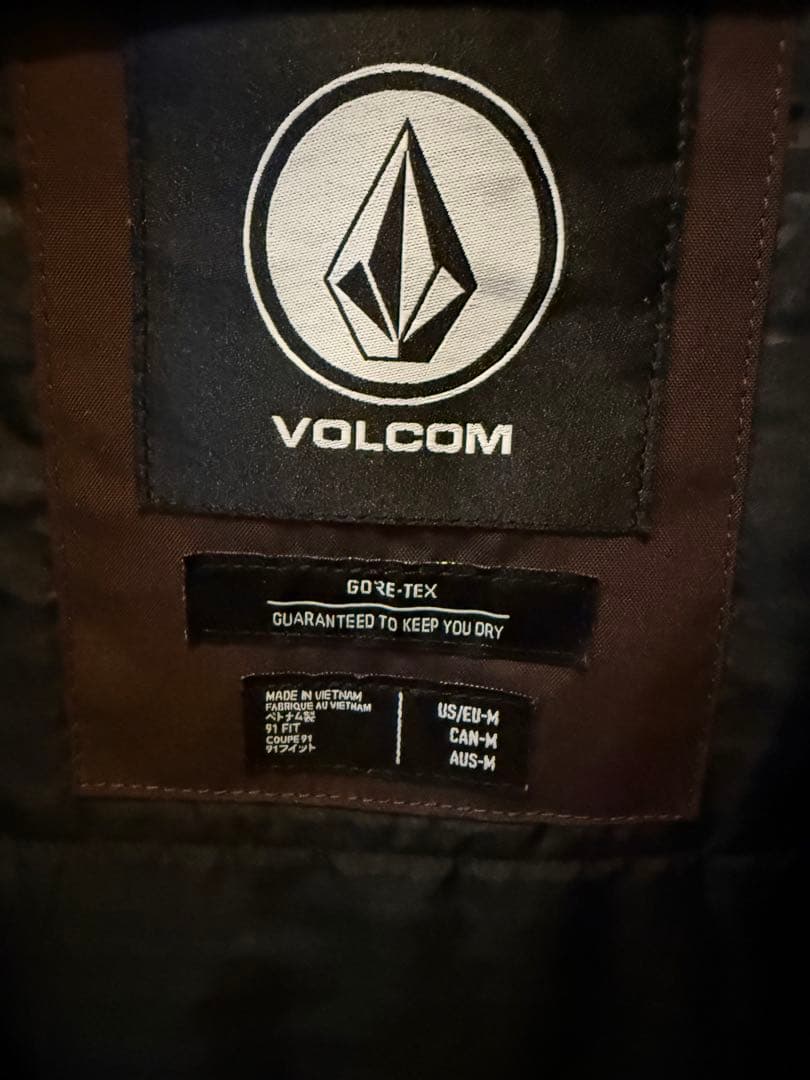 VOLCOM
GORE-TEX
GUARANTEED TO KEEP YOU DRY
MADE IN VIETNAM
FABRIQUE AU VIETNAM
ベトナム製
91 FIT
COUPE 91
91フィット
US/EU-M
CAN-M
AUS-M